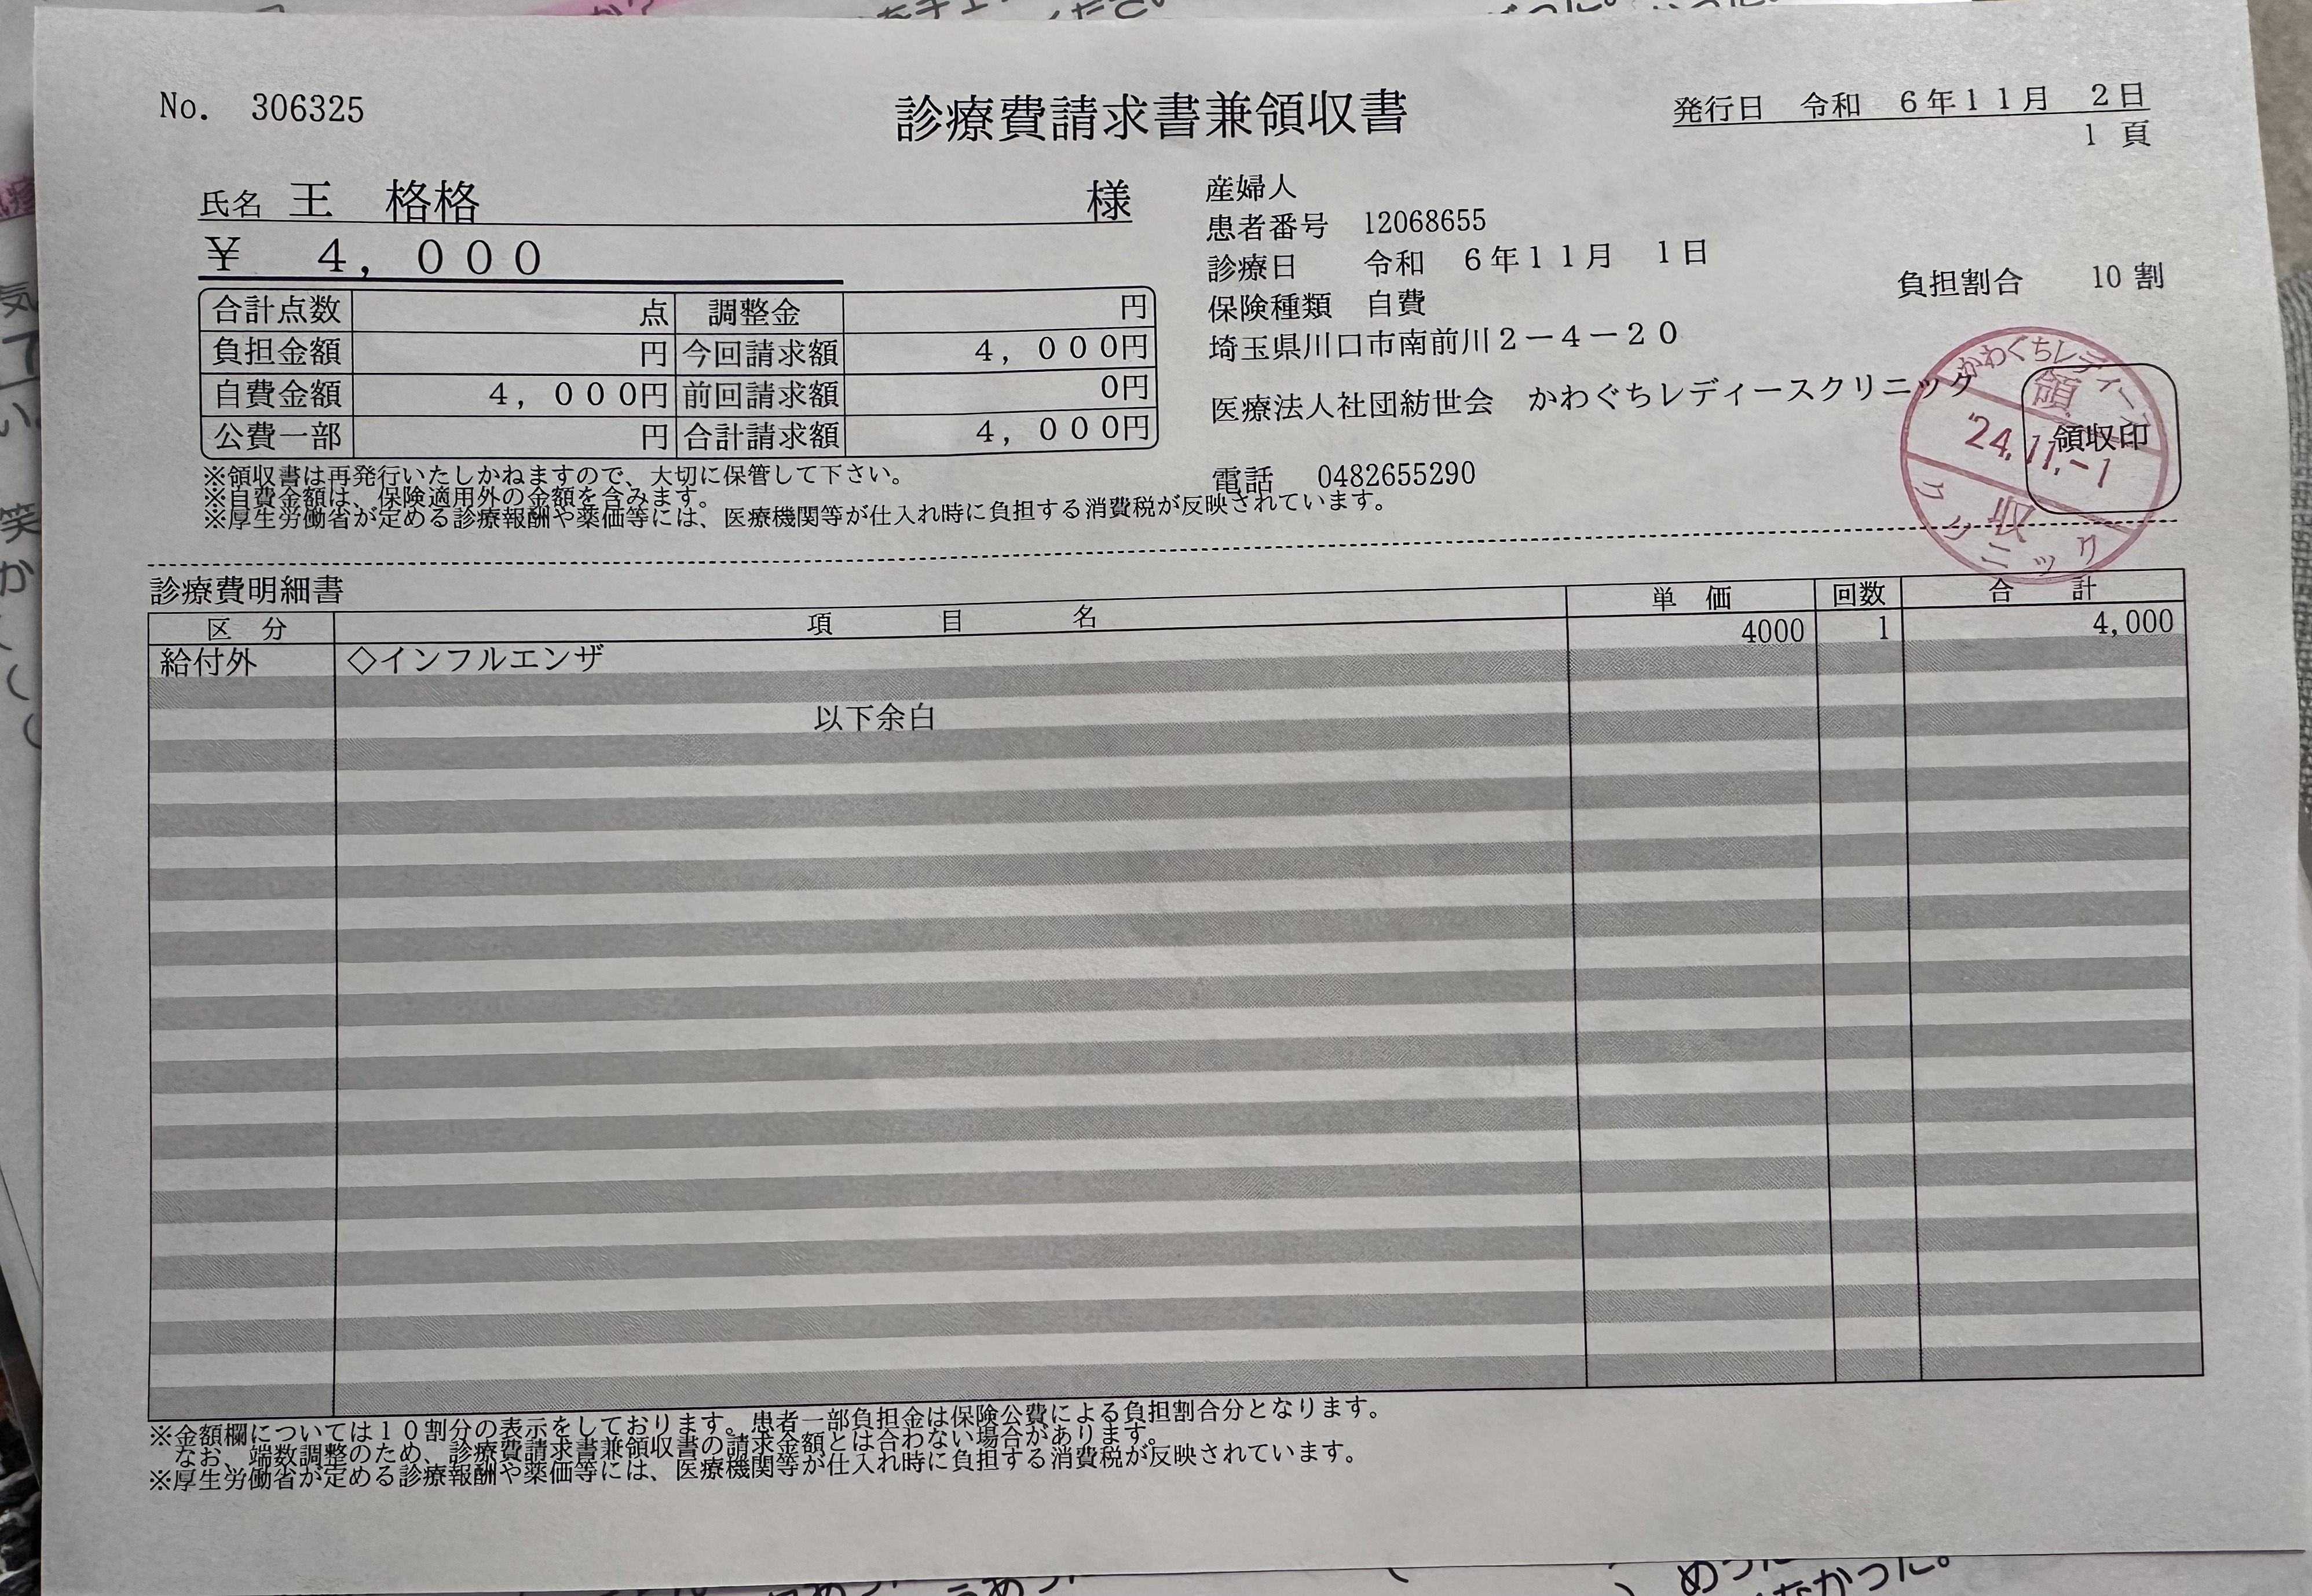 No. 306325
診療費請求書兼領収書
発行日 令和 6年11月 2日
1 頁
氏名 王 格格 様
¥ 4,000
合計点数 点 調整金 円
負担金額 円 今回請求額 4,000円
自費金額 4,000円 前回請求額 0円
公費一部 円 合計請求額 4,000円
※領収書は再発行いたしかねますので、大切に保管して下さい。
※自費金額は、保険適用外の金額を含みます。
※厚生労働省が定める診療報酬や薬価等には、医療機関等が仕入れ時に負担する消費税が反映されています。
産婦人
患者番号 12068655
診療日 令和 6年11月 1日
保険種類 自費
負担割合 10 割
埼玉県川口市南前川2-4-20
医療法人社団紡世会 かわぐちレディースクリニック
電話 0482655290
領収印
かわぐちレディース
領
'24.11.-1
収
クリニック
診療費明細書
区 分 項 目 名 単 価 回数 合 計
給付外 ◇インフルエンザ 4000 1 4,000
以下余白
※金額欄については10割分の表示をしております。患者一部負担金は保険公費による負担割合分となります。
なお、端数調整のため、診療費請求書兼領収書の請求金額とは合わない場合があります。
※厚生労働省が定める診療報酬や薬価等には、医療機関等が仕入れ時に負担する消費税が反映されています。